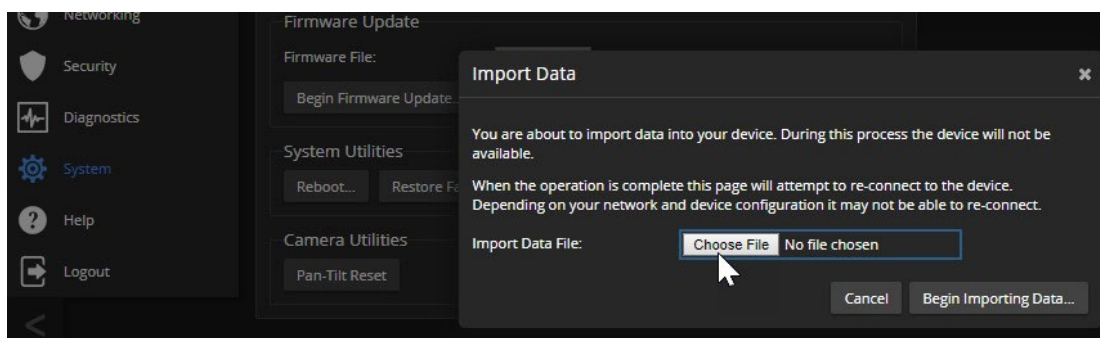 Networking
Security
Diagnostics
System
Help
Logout
Firmware Update
Firmware File:
Begin Firmware Update
System Utilities
Reboot...
Restore
Camera Utilities
Pan-Tilt Reset
Import Data
You are about to import data into your device. During this process the device will not be
available.
When the operation is complete this page will attempt to re-connect to the device.
Depending on your network and device configuration it may not be able to re-connect.
Import Data File:
Choose File No file chosen
Cancel
Begin Importing Data...